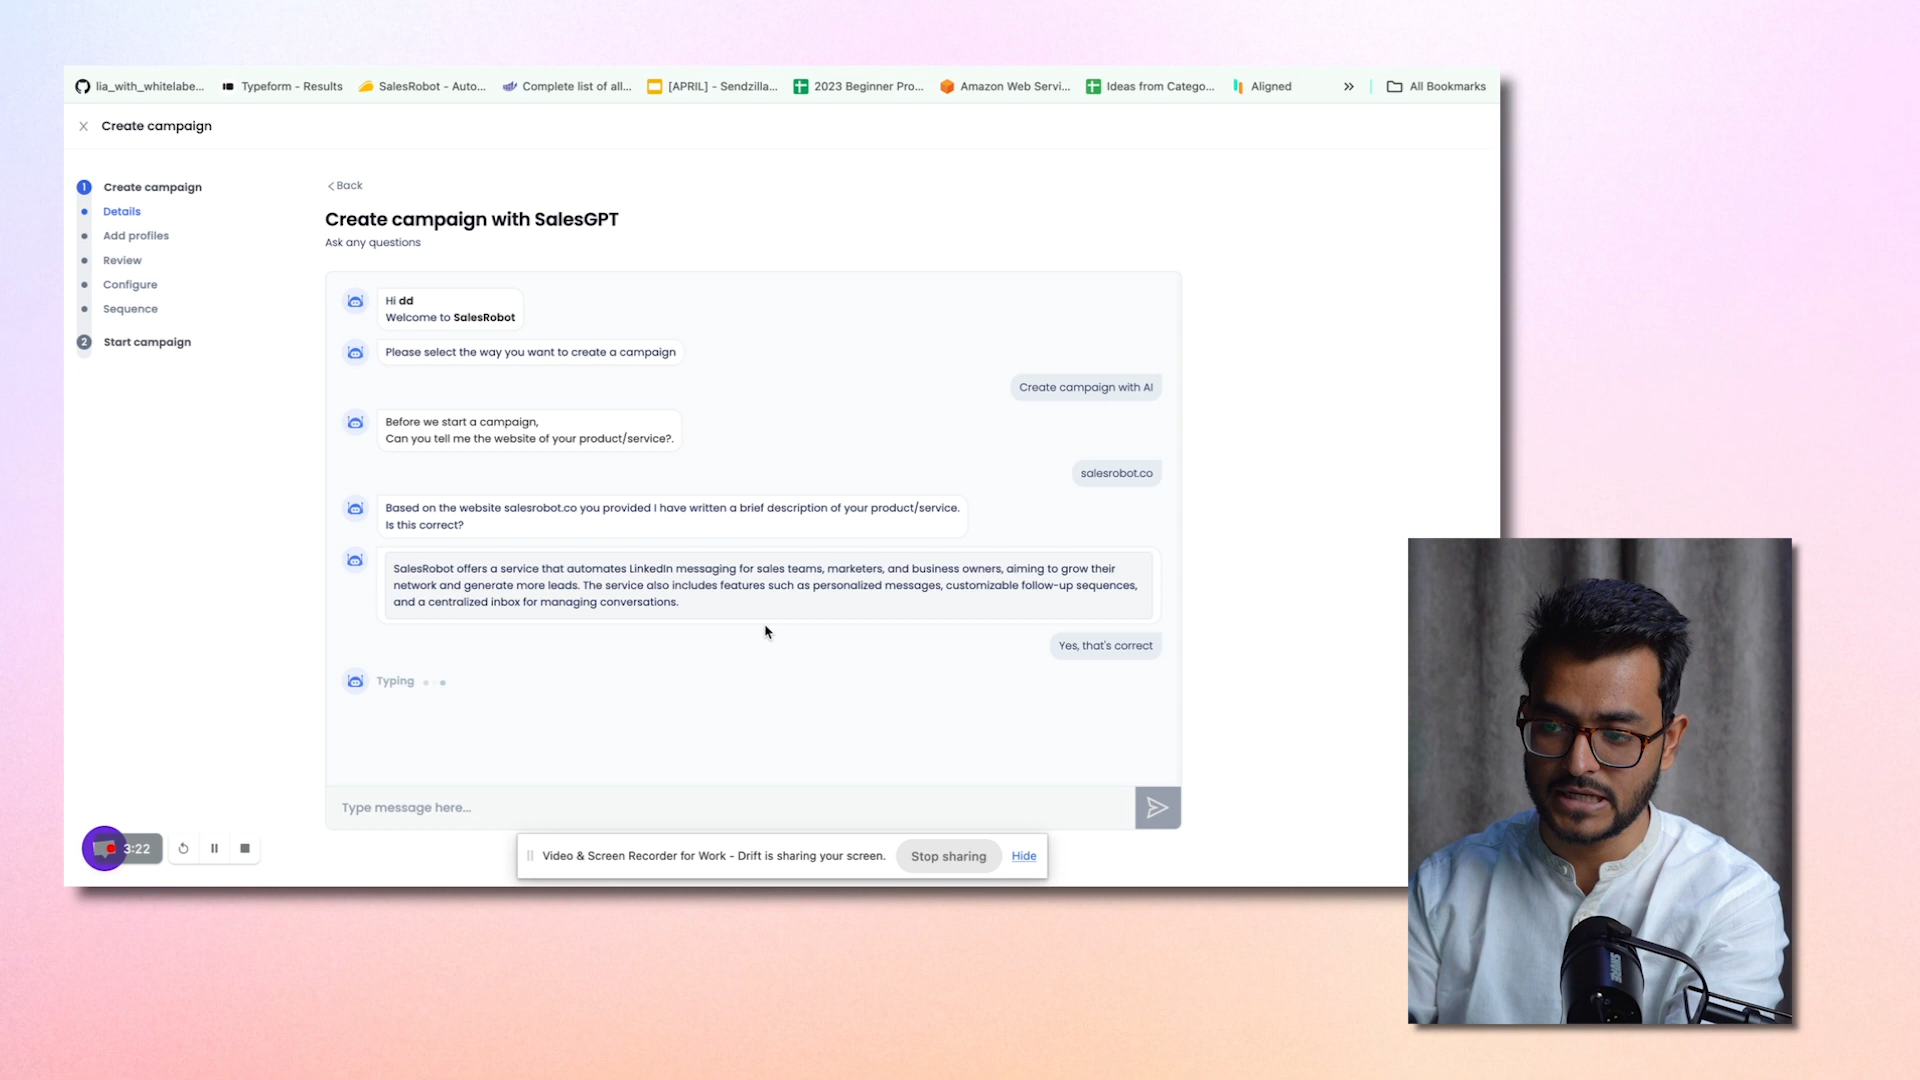 lia_with_whitelabe...
Typeform - Results
SalesRobot - Auto...
Complete list of all...
[APRIL] - Sendzilla...
2023 Beginner Pro...
Amazon Web Servi...
Ideas from Catego...
Aligned
All Bookmarks
Create campaign
1 Create campaign
Details
Add profiles
Review
Configure
Sequence
2 Start campaign
Back
Create campaign with SalesGPT
Ask any questions
Hi dd
Welcome to SalesRobot
Please select the way you want to create a campaign
Create campaign with AI
Before we start a campaign,
Can you tell me the website of your product/service?.
salesrobot.co
Based on the website salesrobot.co you provided I have written a brief description of your product/service.
Is this correct?
SalesRobot offers a service that automates LinkedIn messaging for sales teams, marketers, and business owners, aiming to grow their
network and generate more leads. The service also includes features such as personalized messages, customizable follow-up sequences,
and a centralized inbox for managing conversations.
Yes, that's correct
Typing
Type message here...
3:22
Video & Screen Recorder for Work - Drift is sharing your screen.
Stop sharing
Hide